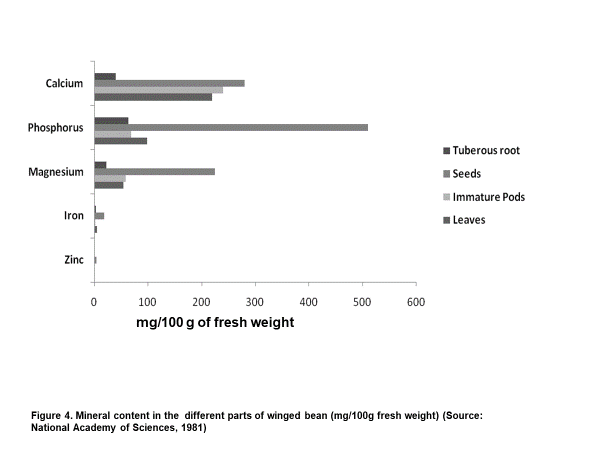 Calcium
Phosphorus
Magnesium
Iron
Zinc
0 100 200 300 400 500 600
mg/100 g of fresh weight
Tuberous root
Seeds
Immature Pods
Leaves
Figure 4. Mineral content in the different parts of winged bean (mg/100g fresh weight) (Source:
National Academy of Sciences, 1981)